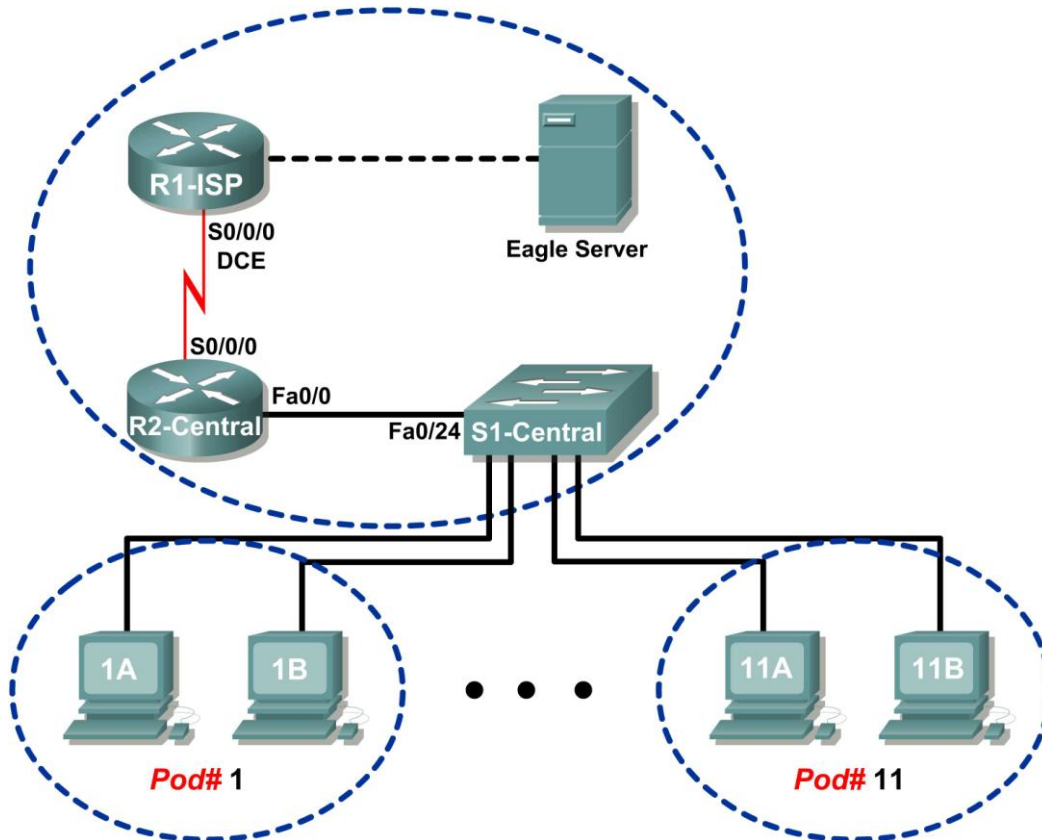 R1-ISP
S0/0/0
DCE
Eagle Server
S0/0/0
R2-Central
Fa0/0
Fa0/24
S1-Central
1A
1B
11A
11B
Pod# 1
Pod# 11